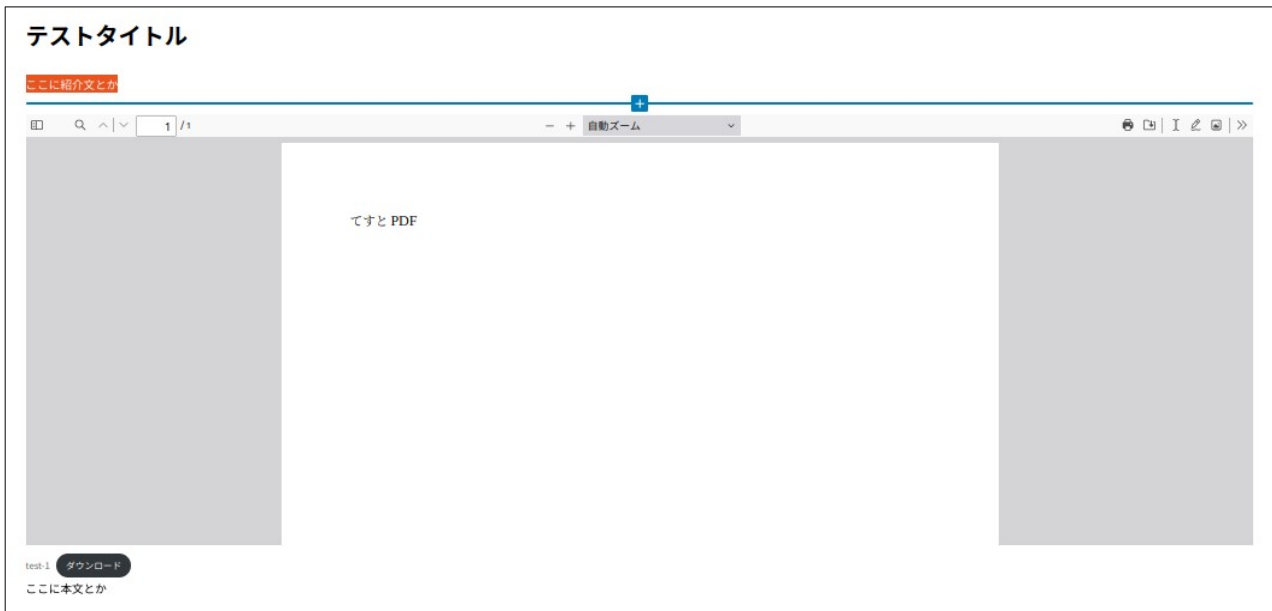 テストタイトル
ここに紹介文とか
1 / 1
自動ズーム
てすと PDF
test-1 ダウンロード
ここに本文とか